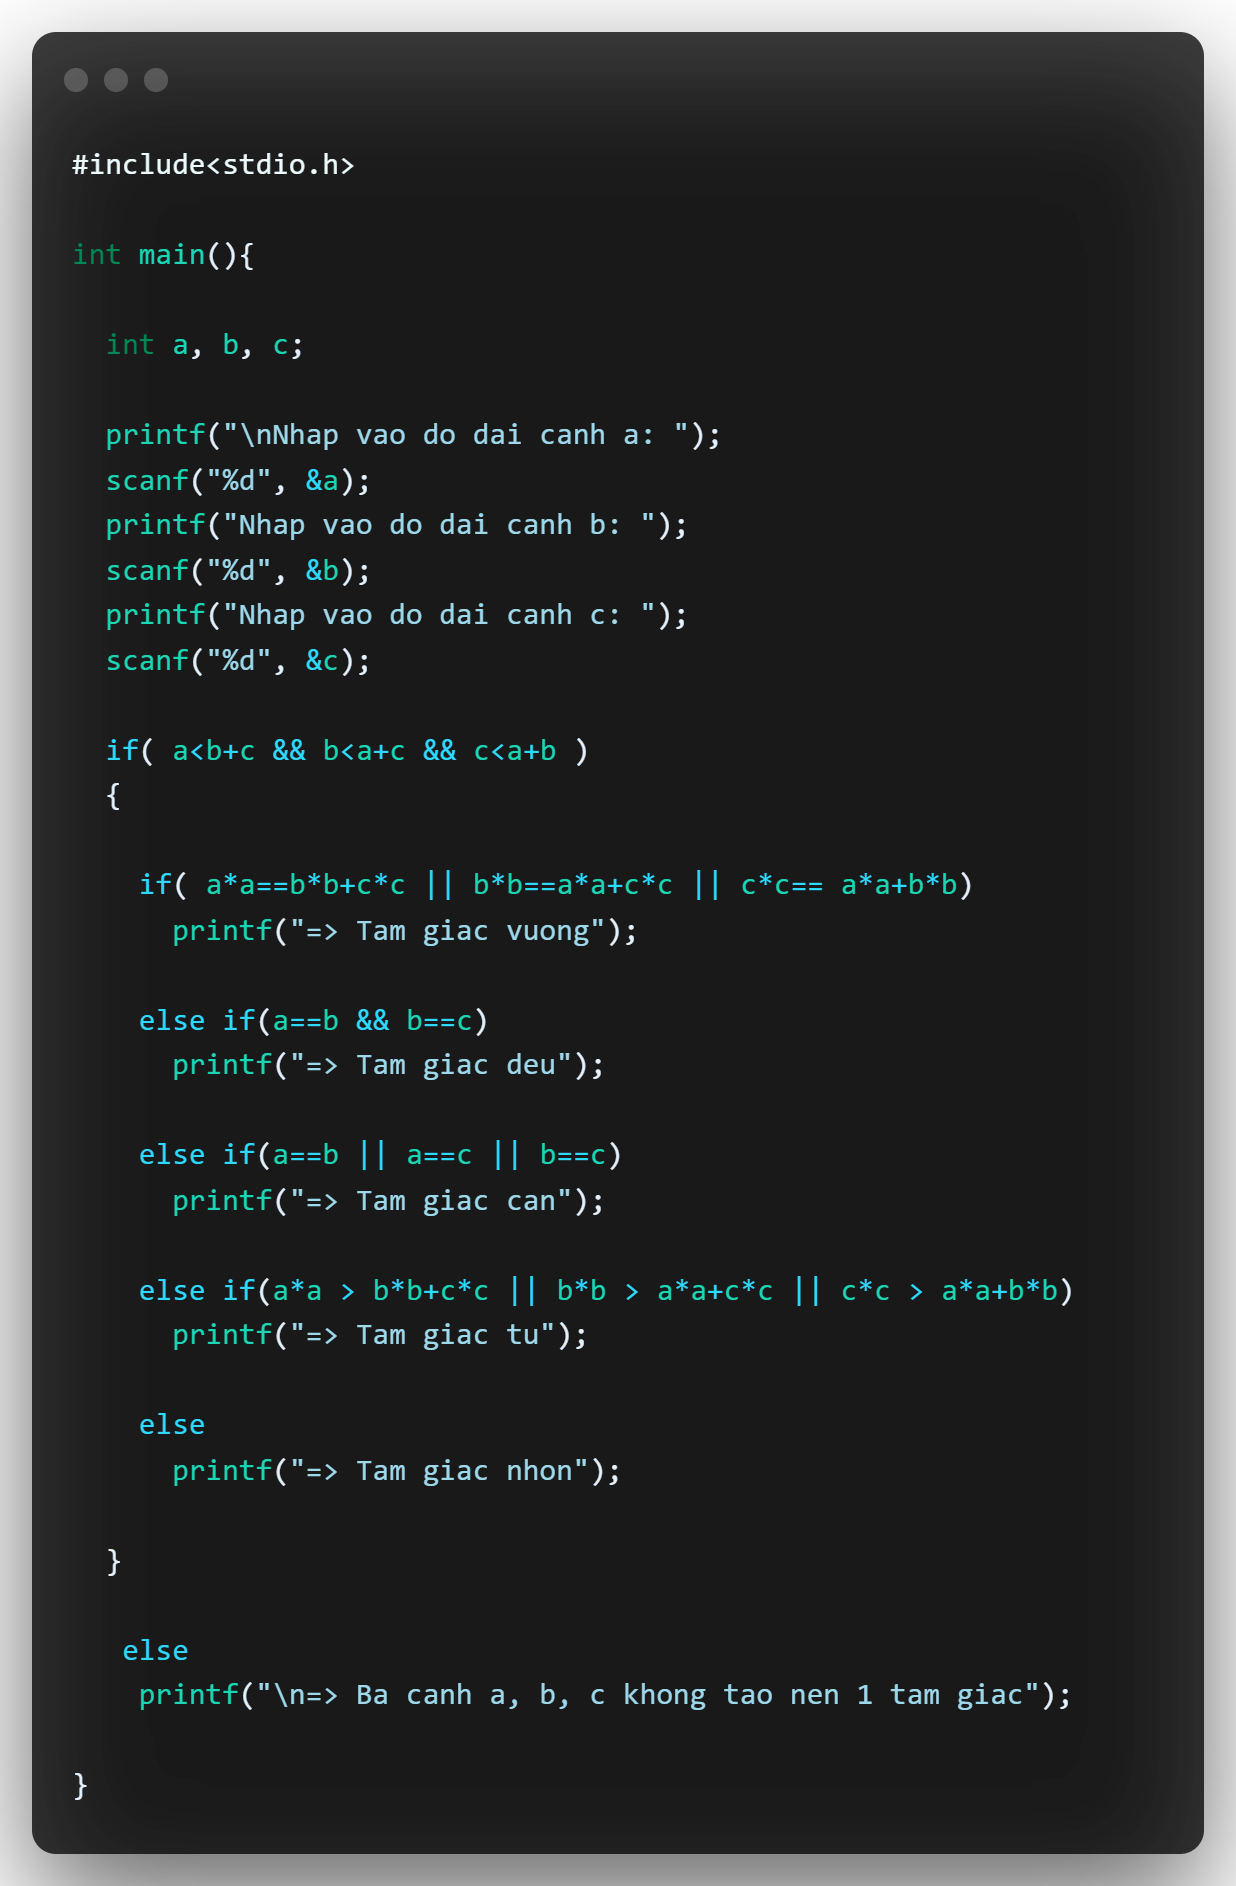 #include<stdio.h>
int main(){
int a, b, c;
printf("\nNhap vao do dai canh a: ");
scanf("%d", &a);
printf("Nhap vao do dai canh b: ");
scanf("%d", &b);
printf("Nhap vao do dai canh c: ");
scanf("%d", &c);
if( a<b+c && b<a+c && c<a+b )
{
if( a*a==b*b+c*c || b*b==a*a+c*c || c*c== a*a+b*b)
printf("=> Tam giac vuong");
else if(a==b && b==c)
printf("=> Tam giac deu");
else if(a==b || a==c || b==c)
printf("=> Tam giac can");
else if(a*a > b*b+c*c || b*b > a*a+c*c || c*c > a*a+b*b)
printf("=> Tam giac tu");
else
printf("=> Tam giac nhon");
}
else
printf("\n=> Ba canh a, b, c khong tao nen 1 tam giac");
}